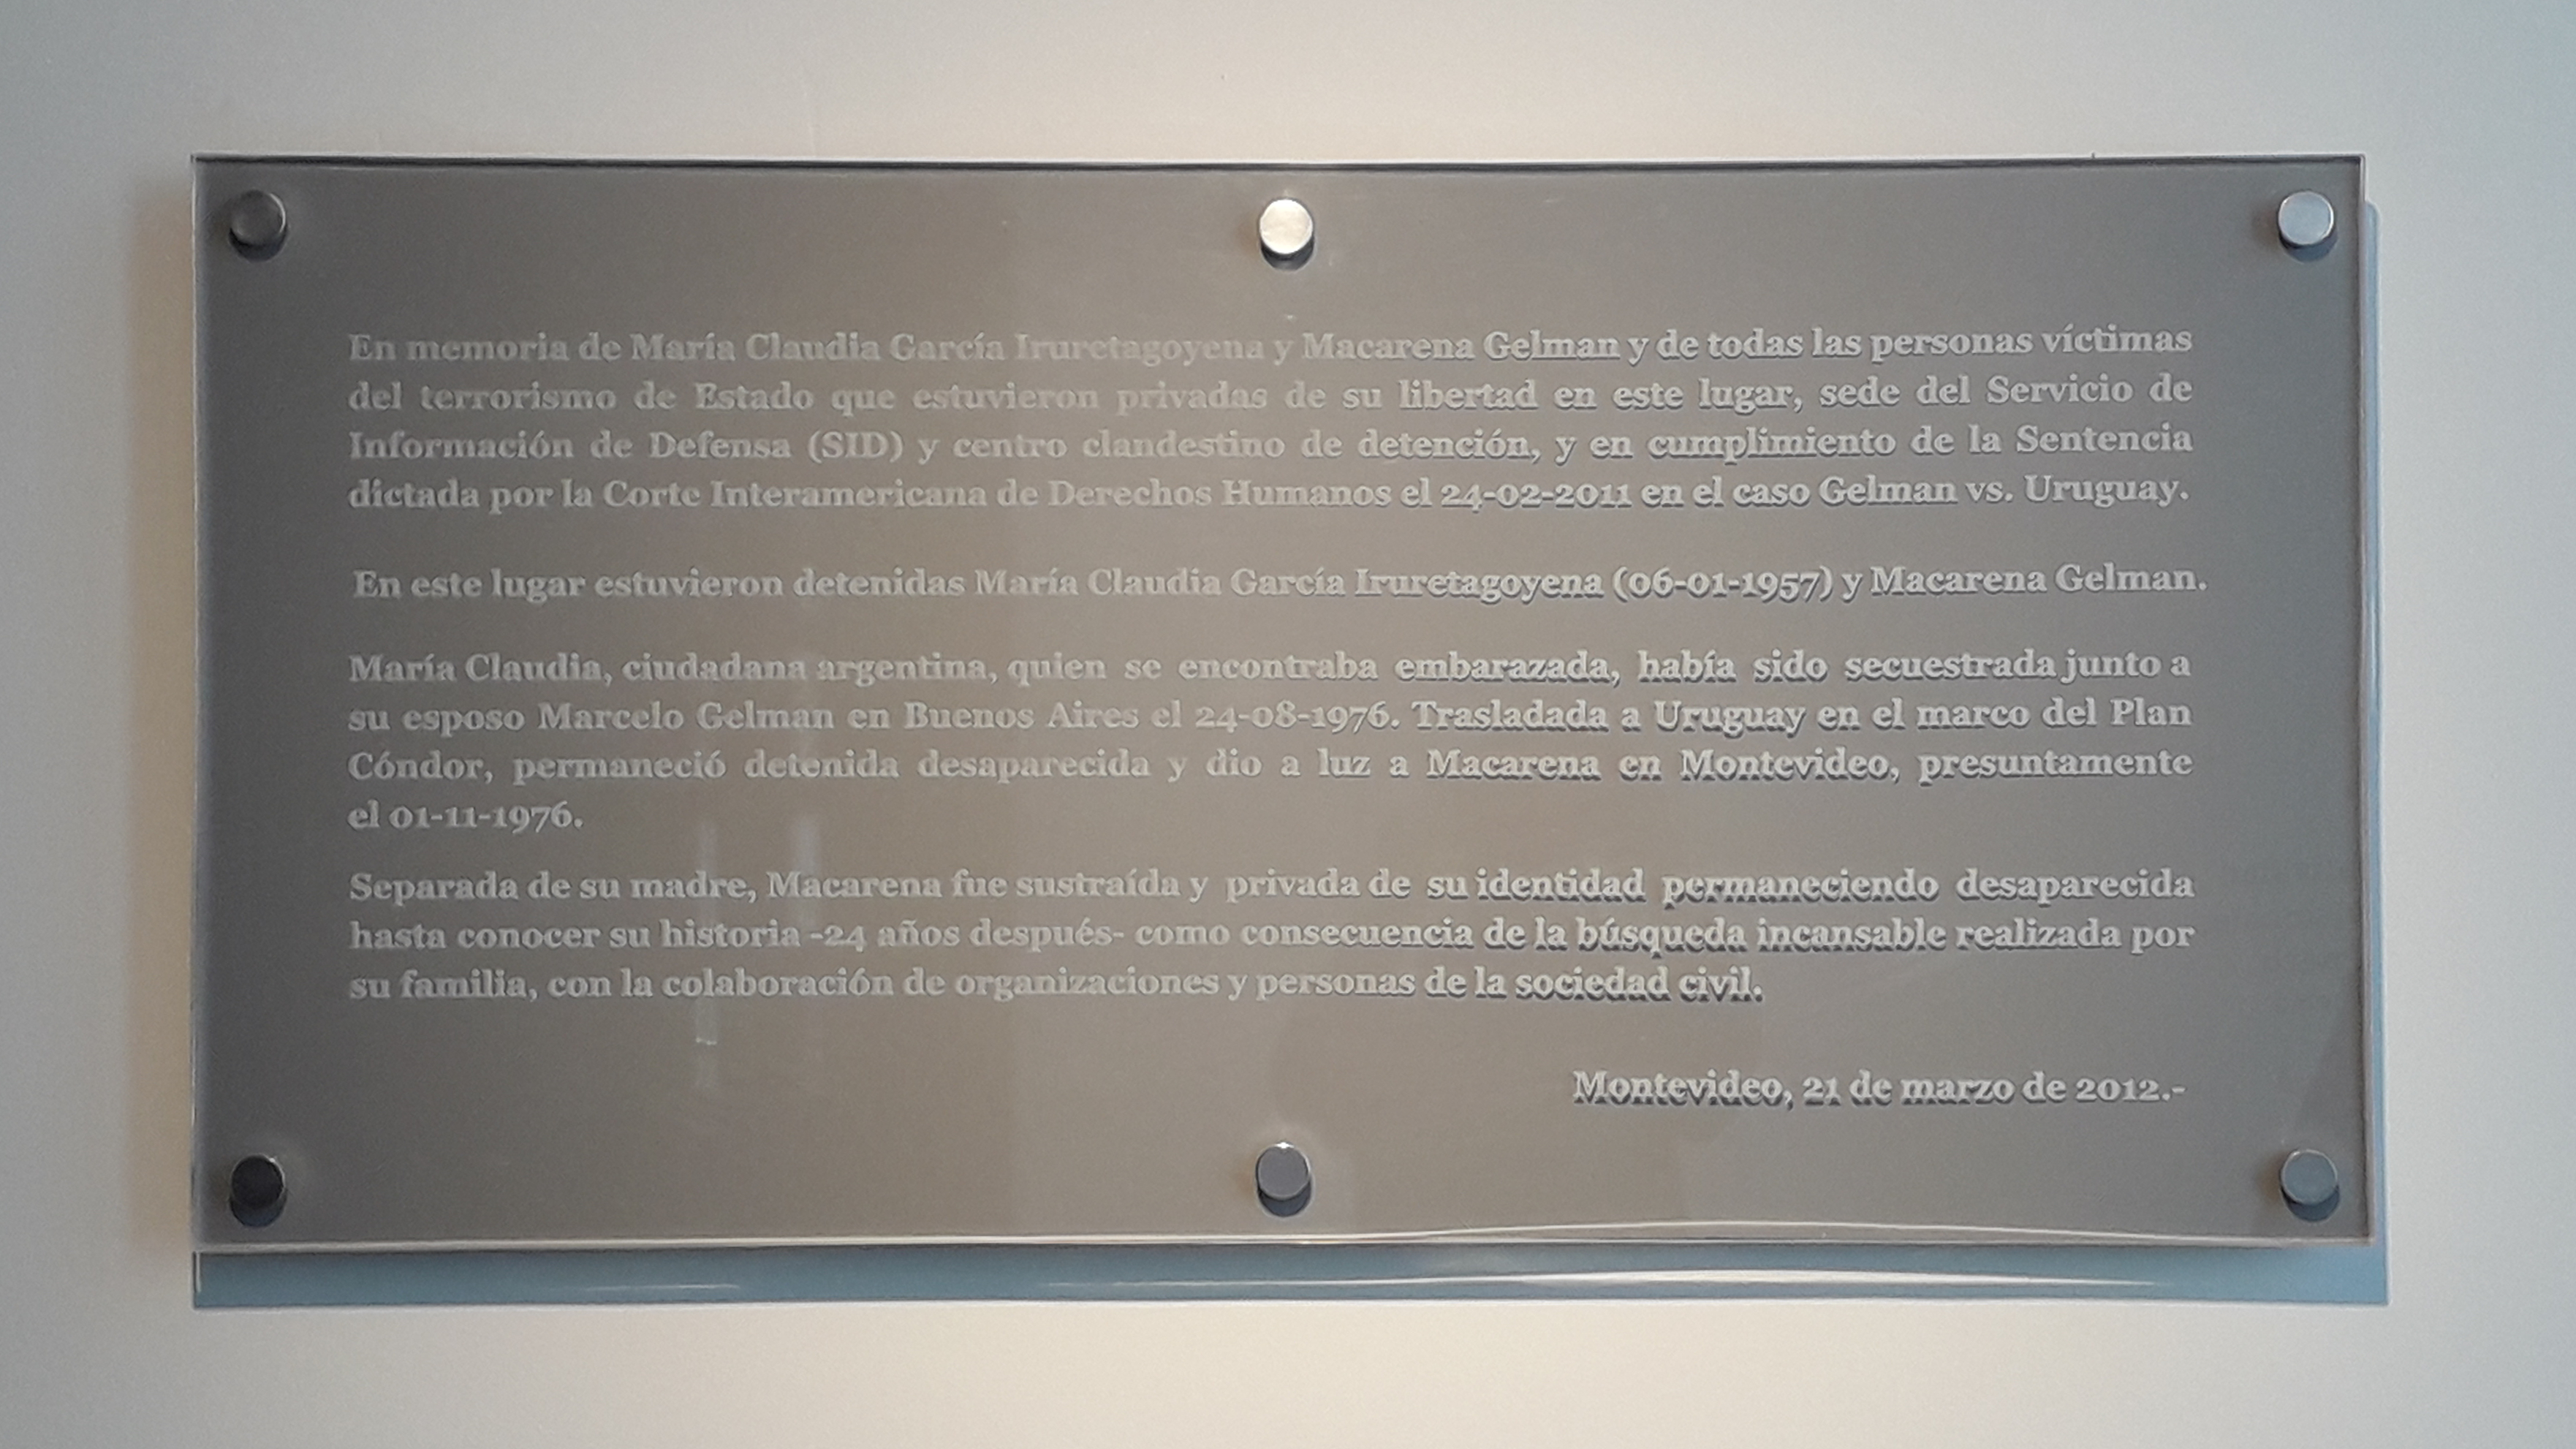 En memoria de María Claudia García Iruretagoyena y Macarena Gelman y de todas las personas víctimas
del terrorismo de Estado que estuvieron privadas de su libertad en este lugar, sede del Servicio de
Información de Defensa (SID) y centro clandestino de detención, y en cumplimiento de la Sentencia
dictada por la Corte Interamericana de Derechos Humanos el 24-02-2011 en el caso Gelman vs. Uruguay.
En este lugar estuvieron detenidas María Claudia García Iruretagoyena (06-01-1957) y Macarena Gelman.
María Claudia, ciudadana argentina, quien se encontraba embarazada, había sido secuestrada junto a
su esposo Marcelo Gelman en Buenos Aires el 24-08-1976. Trasladada a Uruguay en el marco del Plan
Cóndor, permaneció detenida desaparecida y dio a luz a Macarena en Montevideo, presuntamente
el 01-11-1976.
Separada de su madre, Macarena fue sustraída y privada de su identidad permaneciendo desaparecida
hasta conocer su historia -24 años después- como consecuencia de la búsqueda incansable realizada por
su familia, con la colaboración de organizaciones y personas de la sociedad civil.
Montevideo, 21 de marzo de 2012.-